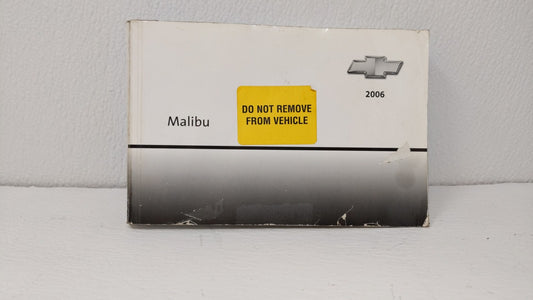 2006
DO NOT REMOVE
FROM VEHICLE
Malibu